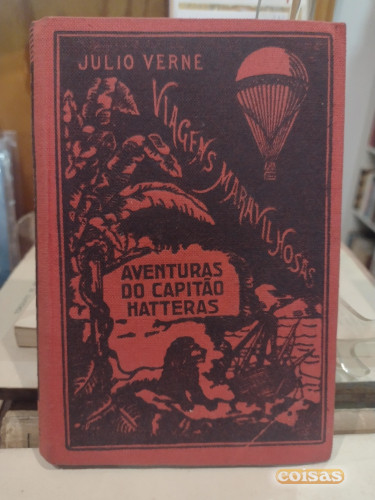 JULIO VERNE
VIAGENS MARAVILHOSAS
AVENTURAS
DO CAPITÃO
HATTERAS
coisas